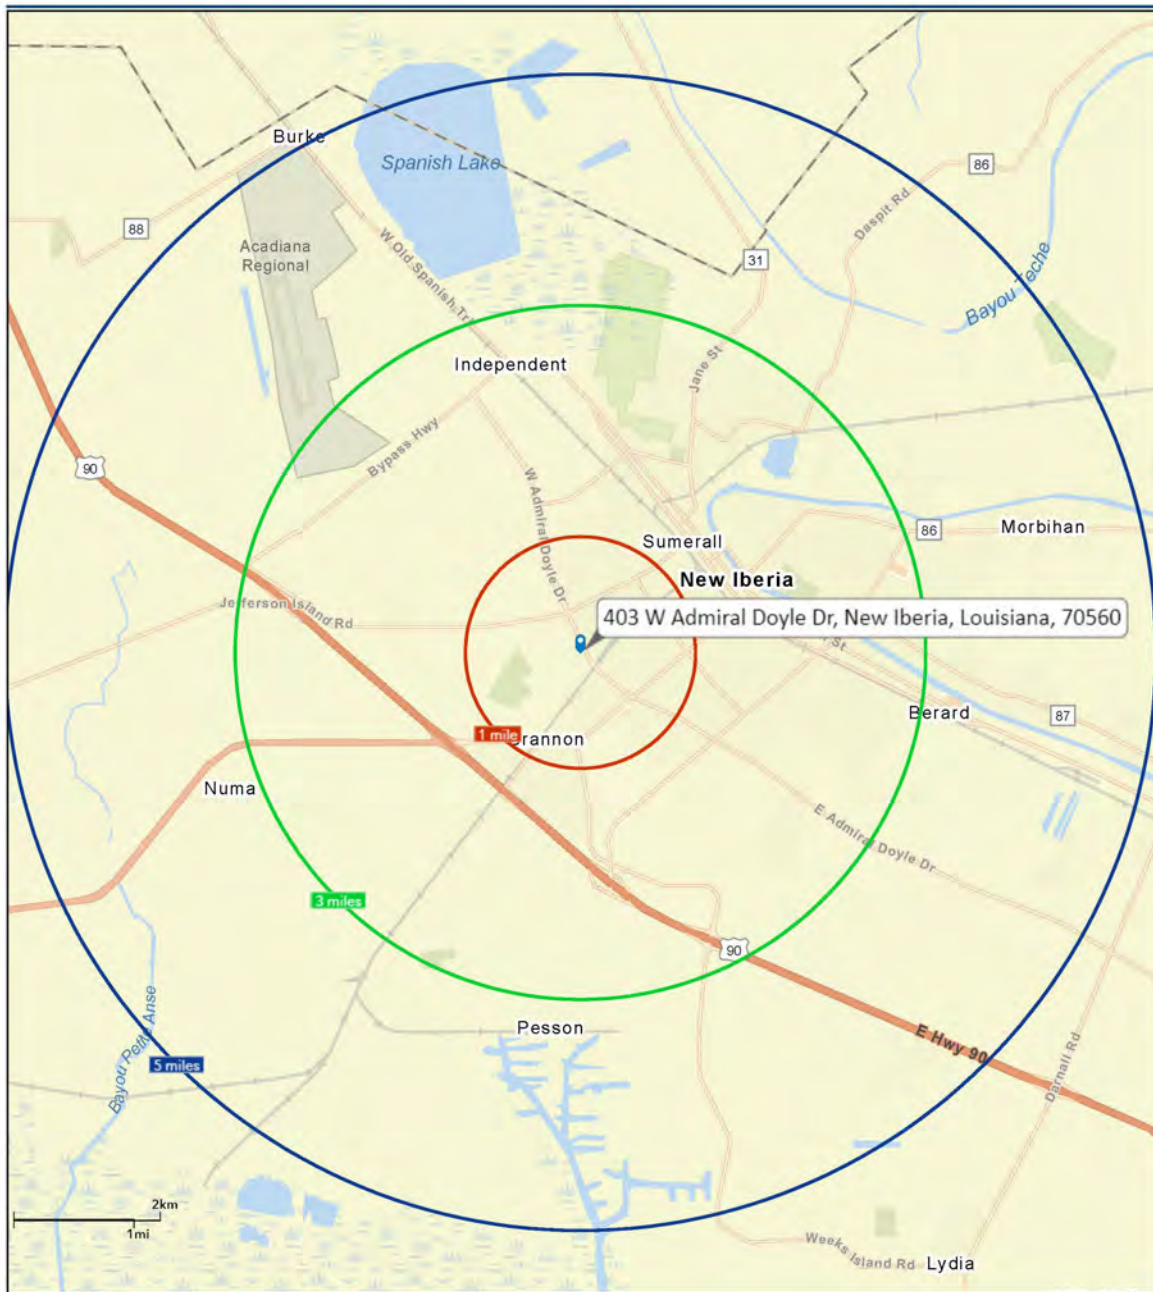 Burke
Spanish Lake
86
88
Daspit Rd
Acadiana
Regional
W Old Spanish Trl
31
Bayou Teche
Independent
Jane St
Bypass Hwy
90
W Admiral Doyle Dr
86
Morbihan
Sumerall
New Iberia
Jefferson Island Rd
403 W Admiral Doyle Dr, New Iberia, Louisiana, 70560
St
Berard
87
1 mile
Brannon
Numa
E Admiral Doyle Dr
3 miles
90
Pesson
E Hwy 90
Bayou Petite Anse
5 miles
Darnall Rd
2km
1mi
Weeks Island Rd
Lydia